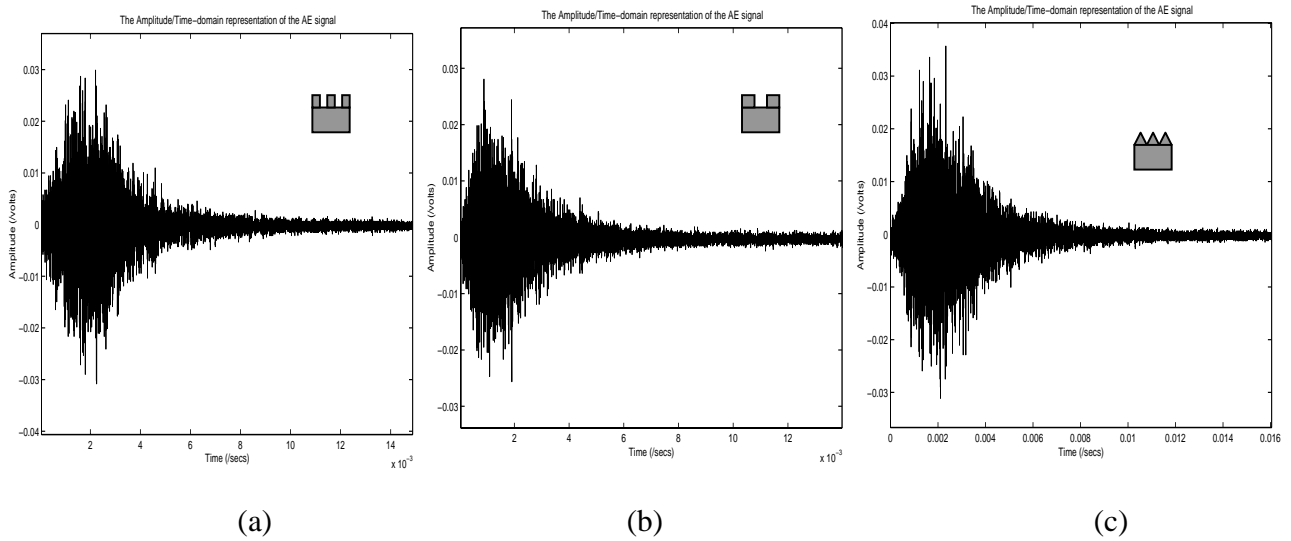 The Amplitude/Time−domain representation of the AE signal
Amplitude (/volts)
0.03
0.02
0.01
0
−0.01
−0.02
−0.03
−0.04
2 4 6 8 10 12 14
Time (/secs)
x 10⁻³
(a)
The Amplitude/Time−domain representation of the AE signal
Amplitude (/volts)
0.03
0.02
0.01
0
−0.01
−0.02
−0.03
2 4 6 8 10 12
Time (/secs)
x 10⁻³
(b)
The Amplitude/Time−domain representation of the AE signal
Amplitude (/volts)
0.04
0.03
0.02
0.01
0
−0.01
−0.02
−0.03
0 0.002 0.004 0.006 0.008 0.01 0.012 0.014 0.016
Time (/secs)
(c)